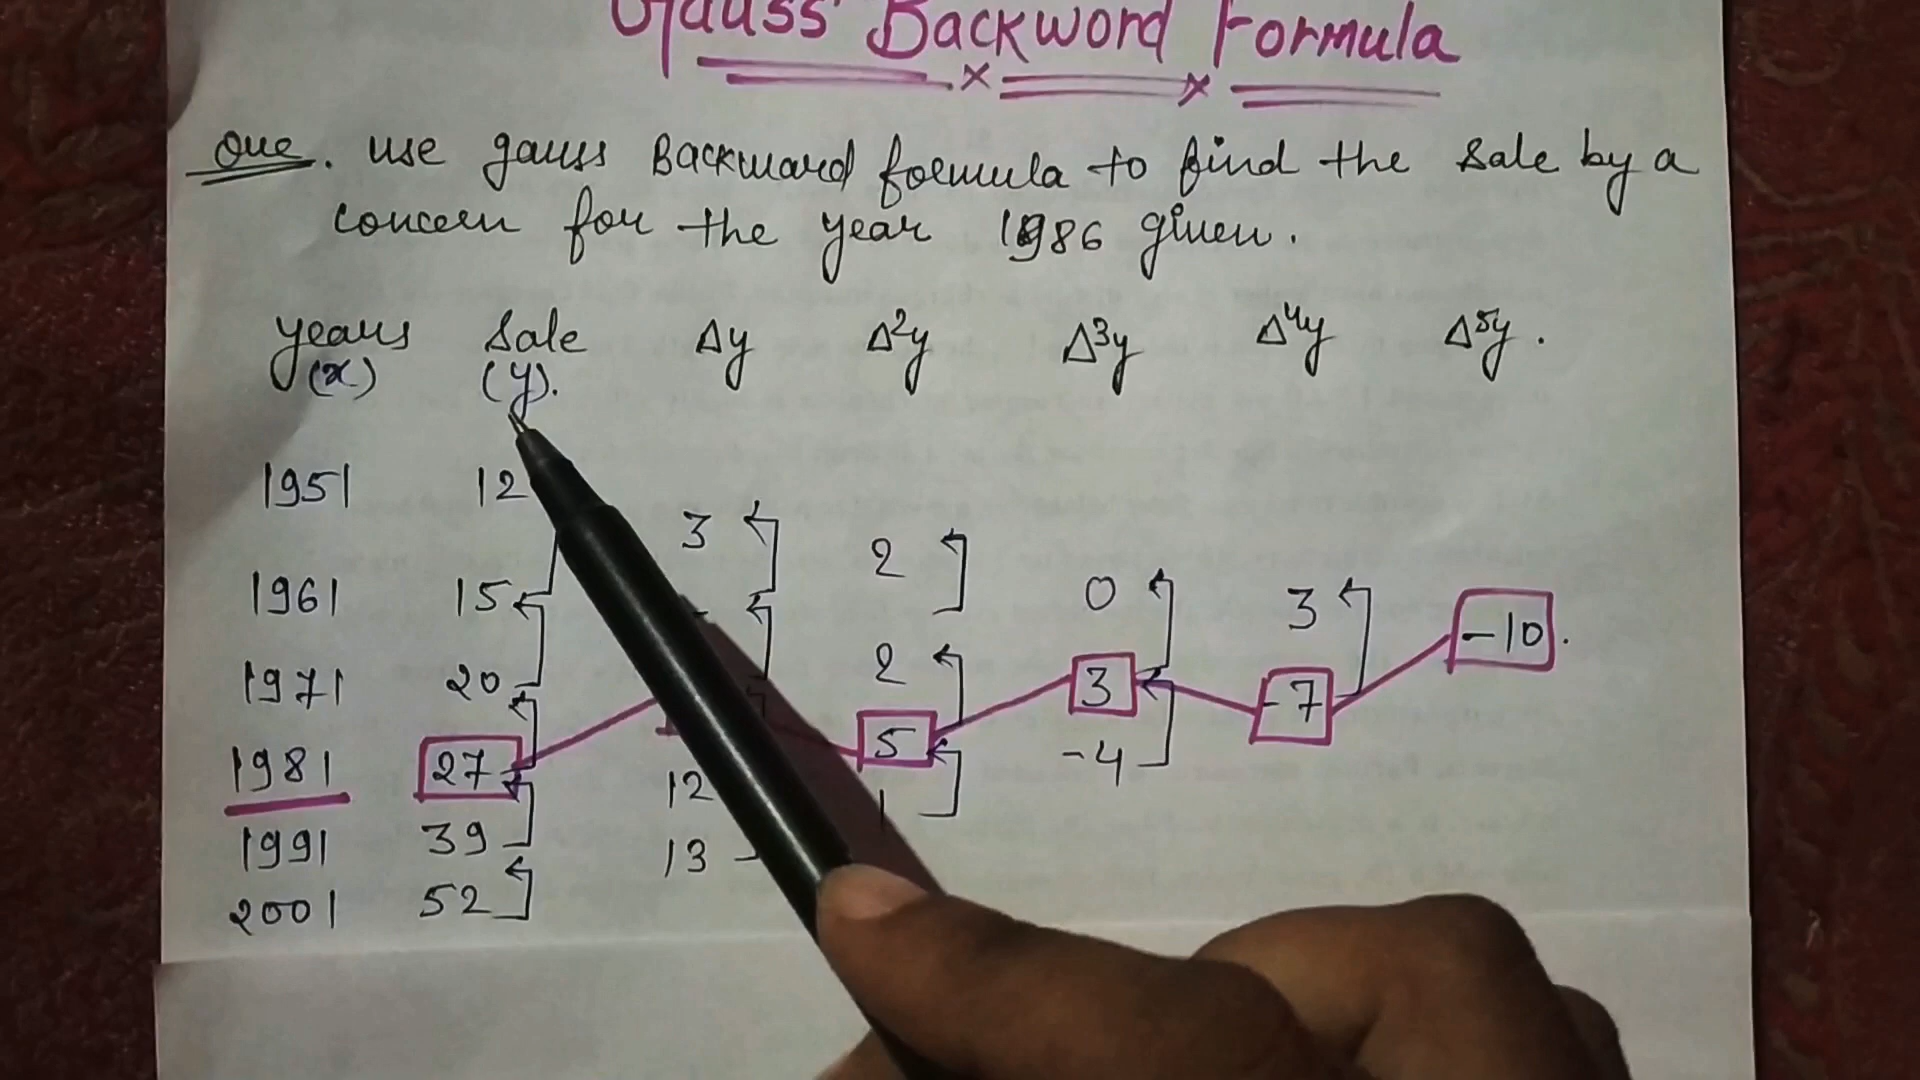 Gauss' Backword Formula
Que. use gauss Backward formula to find the sale by a
concern for the year 1986 given.
years sale Δy Δ²y Δ³y Δ⁴y Δ⁵y.
(x) (y).
1951 12
3 2
1961 15 0 3 -10.
2
1971 20 3 -7
5
1981 27 -4
12 1
1991 39
13
2001 52